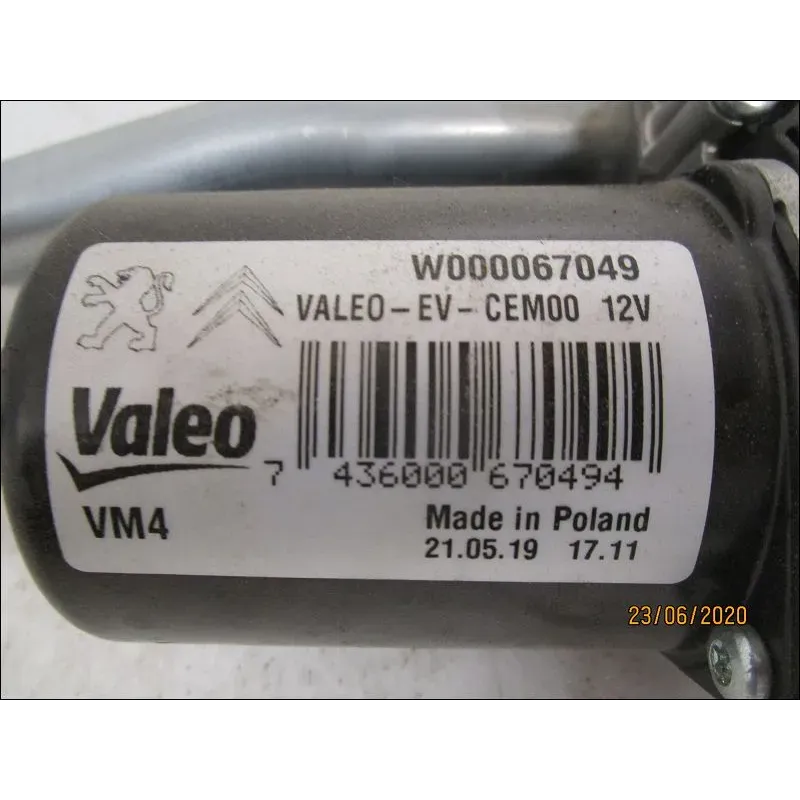 W000067049
VALEO-EV-CEM00 12V
Valeo
7 436000 670494
VM4
Made in Poland
21.05.19 17.11
23/06/2020